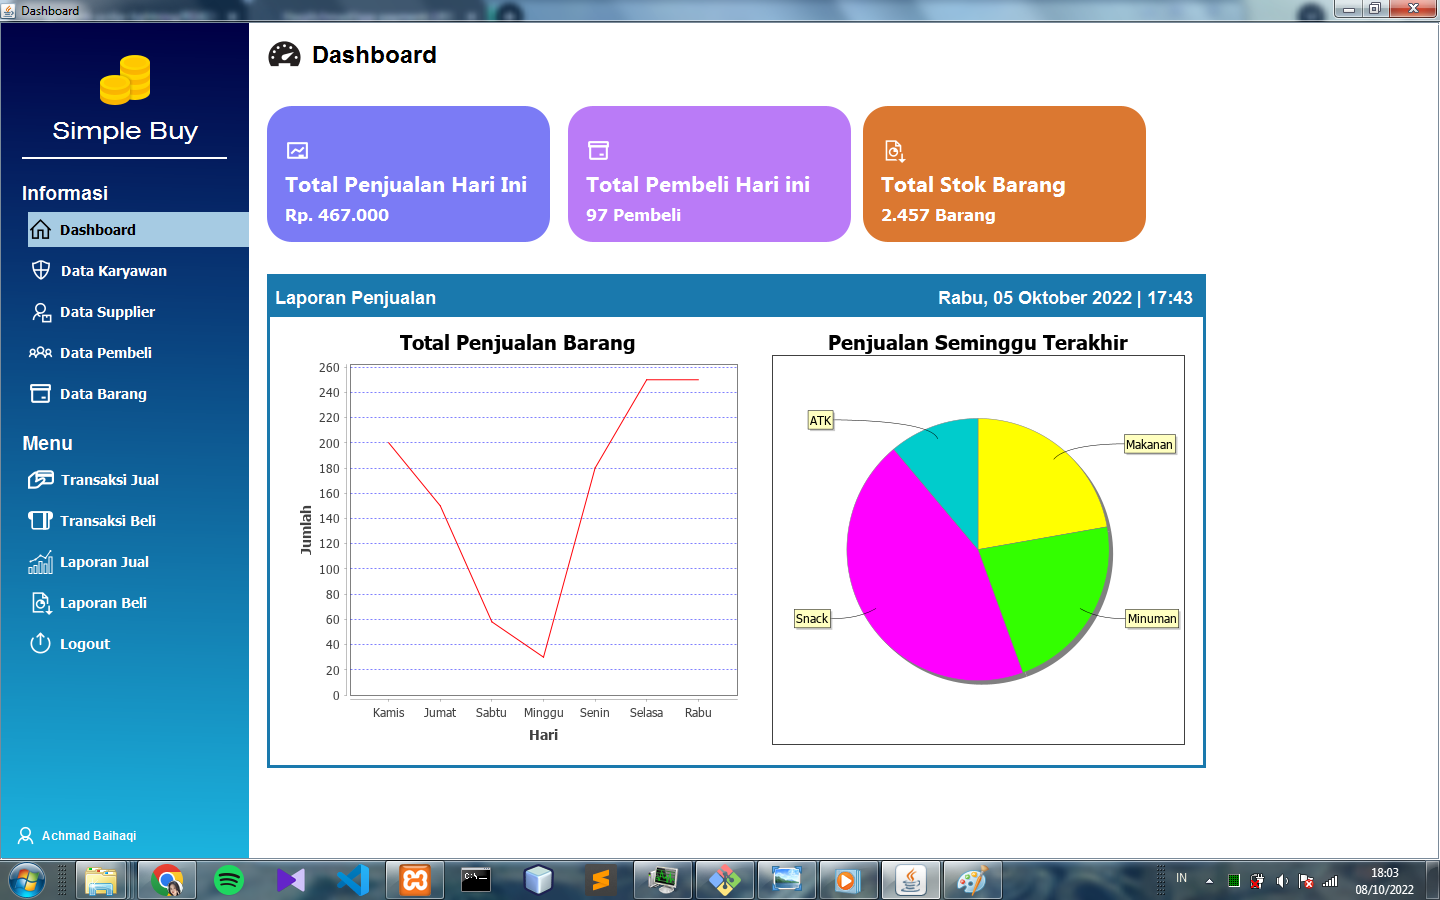 Dashboard
Simple Buy
Informasi
Dashboard
Data Karyawan
Data Supplier
Data Pembeli
Data Barang
Menu
Transaksi Jual
Transaksi Beli
Laporan Jual
Laporan Beli
Logout
Achmad Baihaqi
Dashboard
Total Penjualan Hari Ini
Rp. 467.000
Total Pembeli Hari ini
97 Pembeli
Total Stok Barang
2.457 Barang
Laporan Penjualan
Rabu, 05 Oktober 2022 | 17:43
Total Penjualan Barang
260
240
220
200
180
160
140
120
100
80
60
40
20
0
Jumlah
Kamis Jumat Sabtu Minggu Senin Selasa Rabu
Hari
Penjualan Seminggu Terakhir
ATK
Makanan
Snack
Minuman
C:\_
IN
18:03
08/10/2022